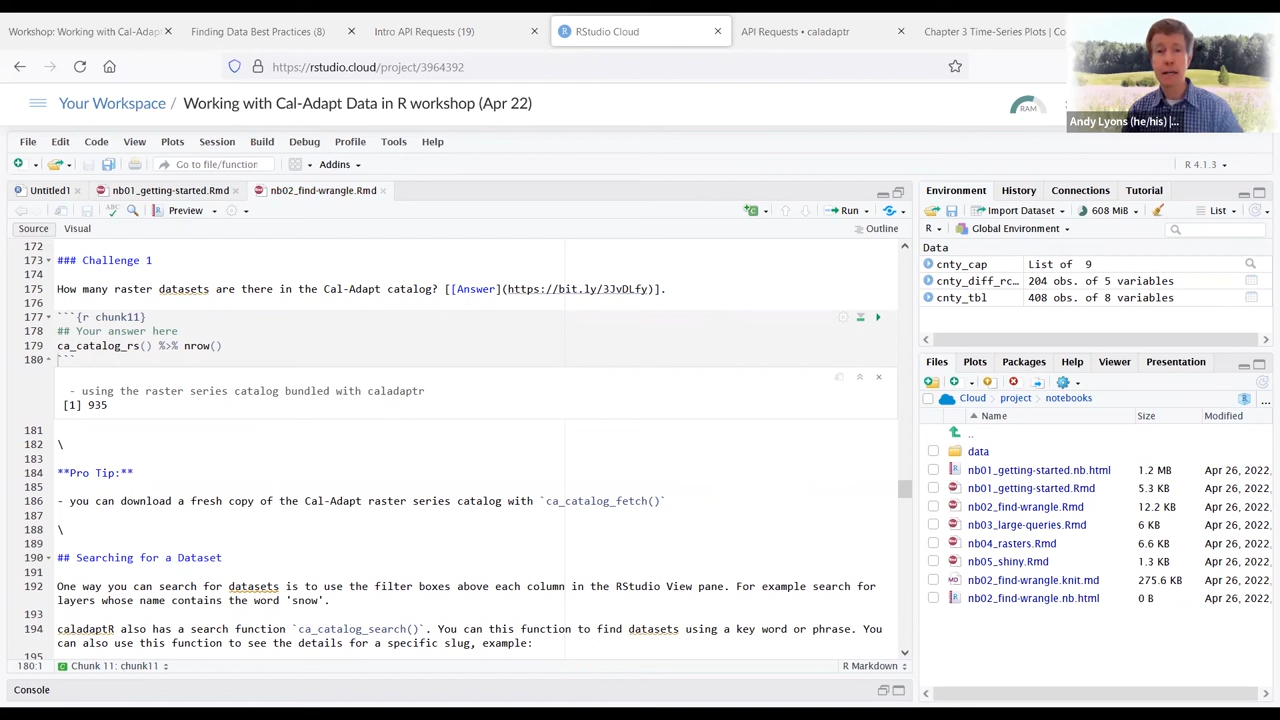 Workshop: Working with Cal-Adapt
Finding Data Best Practices (8)
Intro API Requests (19)
RStudio Cloud
API Requests • caladaptr
Chapter 3 Time-Series Plots | Co
https://rstudio.cloud/project/3964392
Your Workspace / Working with Cal-Adapt Data in R workshop (Apr 22)
RAM
Andy Lyons (he/his) |...
File Edit Code View Plots Session Build Debug Profile Tools Help
Go to file/function
Addins
R 4.1.3
Untitled1
nb01_getting-started.Rmd
nb02_find-wrangle.Rmd
Preview
Run
Source Visual
Outline
172
173 ### Challenge 1
174
175 How many raster datasets are there in the Cal-Adapt catalog? [[Answer](https://bit.ly/3JvDLfy)].
176
177 ```{r chunk11}
178 ## Your answer here
179 ca_catalog_rs() %>% nrow()
180 ```
- using the raster series catalog bundled with caladaptr
[1] 935
181
182 \
183
184 **Pro Tip:**
185
186 - you can download a fresh copy of the Cal-Adapt raster series catalog with `ca_catalog_fetch()`
187
188 \
189
190 ## Searching for a Dataset
191
192 One way you can search for datasets is to use the filter boxes above each column in the RStudio View pane. For example search for
layers whose name contains the word 'snow'.
193
194 caladaptR also has a search function `ca_catalog_search()`. You can this function to find datasets using a key word or phrase. You
can also use this function to see the details for a specific slug, example:
195
180:1 Chunk 11: chunk11
R Markdown
Console
Environment History Connections Tutorial
Import Dataset
608 MiB
List
R
Global Environment
Data
cnty_cap List of 9
cnty_diff_rc… 204 obs. of 5 variables
cnty_tbl 408 obs. of 8 variables
Files Plots Packages Help Viewer Presentation
Cloud project notebooks
...
Name Size Modified
..
data
nb01_getting-started.nb.html 1.2 MB Apr 26, 2022,
nb01_getting-started.Rmd 5.3 KB Apr 26, 2022,
nb02_find-wrangle.Rmd 12.2 KB Apr 26, 2022,
nb03_large-queries.Rmd 6 KB Apr 26, 2022,
nb04_rasters.Rmd 6.6 KB Apr 26, 2022,
nb05_shiny.Rmd 1.3 KB Apr 26, 2022,
nb02_find-wrangle.knit.md 275.6 KB Apr 26, 2022,
nb02_find-wrangle.nb.html 0 B Apr 26, 2022,